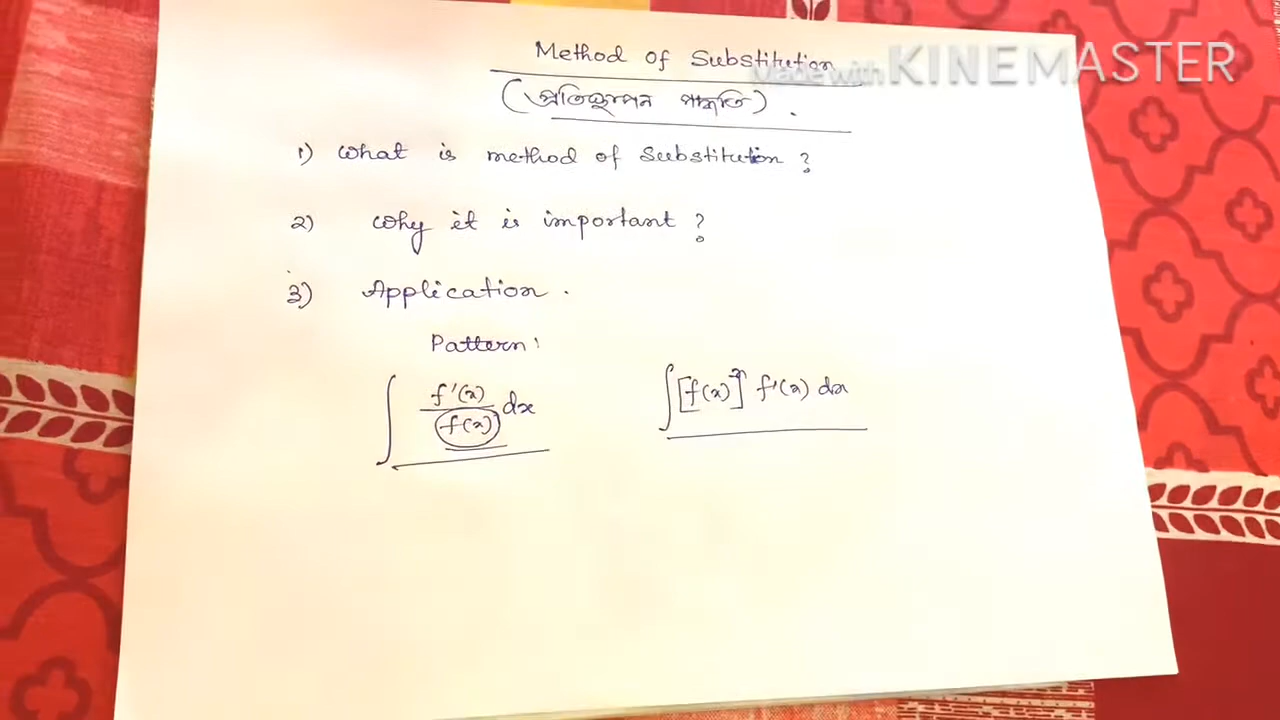 Method of Substitution
Made with KINEMASTER
(প্রতিস্থাপন পদ্ধতি).
1) What is method of Substitution ?
2) Why it is important ?
3) Application .
Pattern:
∫ f'(x)/f(x) dx ∫[f(x)]ⁿ f'(x) dx